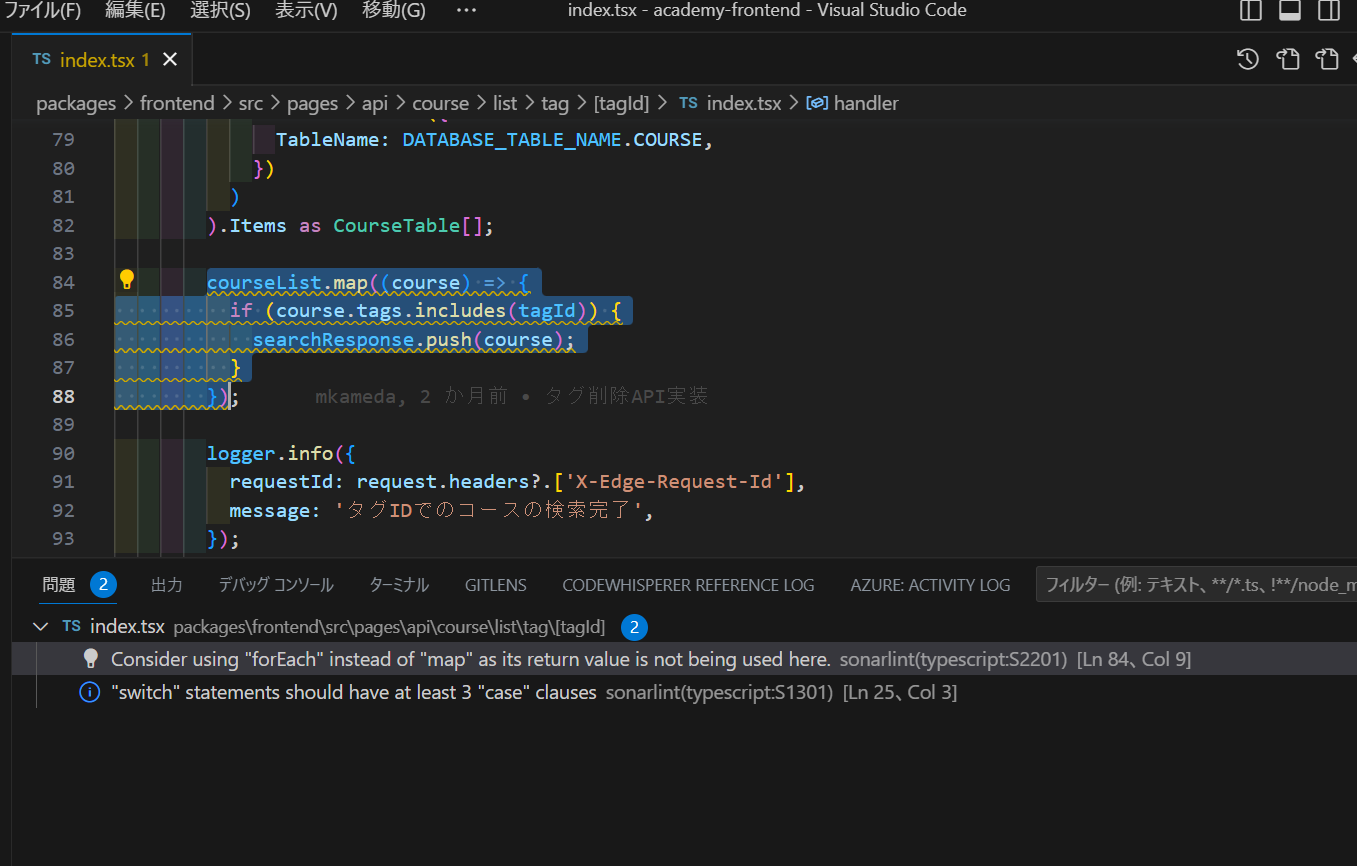 ファイル(F) 編集(E) 選択(S) 表示(V) 移動(G) ··· index.tsx - academy-frontend - Visual Studio Code
TS index.tsx 1
packages > frontend > src > pages > api > course > list > tag > [tagId] > TS index.tsx > handler
79 TableName: DATABASE_TABLE_NAME.COURSE,
80 })
81 )
82 ).Items as CourseTable[];
83
84 courseList.map((course) => {
85 if (course.tags.includes(tagId)) {
86 searchResponse.push(course);
87 }
88 }); mkameda, 2 か月前 • タグ削除API実装
89
90 logger.info({
91 requestId: request.headers?.['X-Edge-Request-Id'],
92 message: 'タグIDでのコースの検索完了',
93 });
問題 2 出力 デバッグ コンソール ターミナル GITLENS CODEWHISPERER REFERENCE LOG AZURE: ACTIVITY LOG フィルター (例: テキスト、**/*.ts、!**/node_m
TS index.tsx packages\frontend\src\pages\api\course\list\tag\[tagId] 2
Consider using "forEach" instead of "map" as its return value is not being used here. sonarlint(typescript:S2201) [Ln 84、Col 9]
"switch" statements should have at least 3 "case" clauses sonarlint(typescript:S1301) [Ln 25、Col 3]